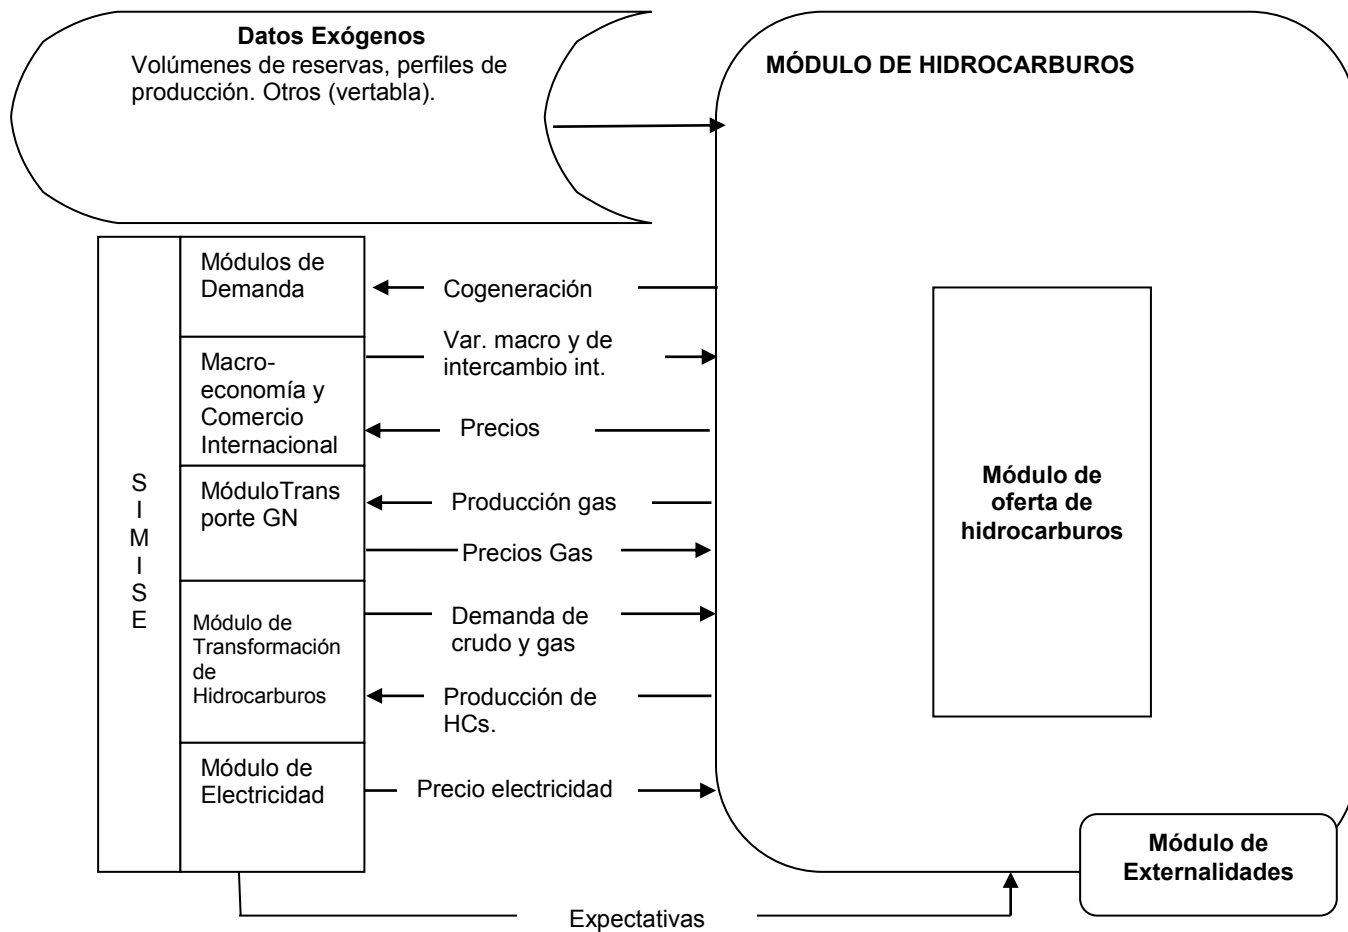 Datos Exógenos
Volúmenes de reservas, perfiles de
producción. Otros (vertabla).
MÓDULO DE HIDROCARBUROS
S
I
M
I
S
E
Módulos de
Demanda
Macro-
economía y
Comercio
Internacional
MóduloTrans
porte GN
Módulo de
Transformación
de
Hidrocarburos
Módulo de
Electricidad
Cogeneración
Var. macro y de
intercambio int.
Precios
Producción gas
Precios Gas
Demanda de
crudo y gas
Producción de
HCs.
Precio electricidad
Expectativas
Módulo de
oferta de
hidrocarburos
Módulo de
Externalidades